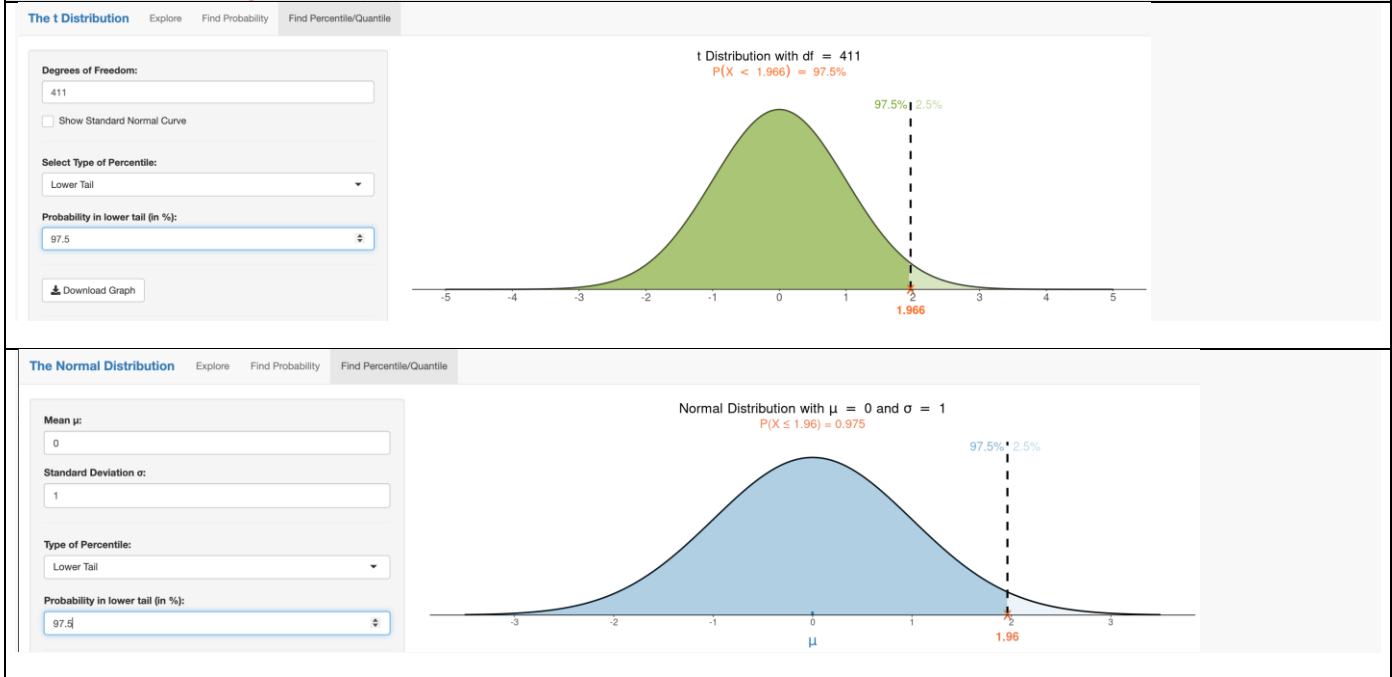 The t Distribution Explore Find Probability Find Percentile/Quantile
Degrees of Freedom:
411
Show Standard Normal Curve
Select Type of Percentile:
Lower Tail
Probability in lower tail (in %):
97.5
Download Graph
t Distribution with df = 411
P(X < 1.966) = 97.5%
97.5% 2.5%
-5 -4 -3 -2 -1 0 1 2 3 4 5
1.966
The Normal Distribution Explore Find Probability Find Percentile/Quantile
Mean μ:
0
Standard Deviation σ:
1
Type of Percentile:
Lower Tail
Probability in lower tail (in %):
97.5
Normal Distribution with μ = 0 and σ = 1
P(X ≤ 1.96) = 0.975
97.5% 2.5%
-3 -2 -1 0 1 2 3
μ 1.96